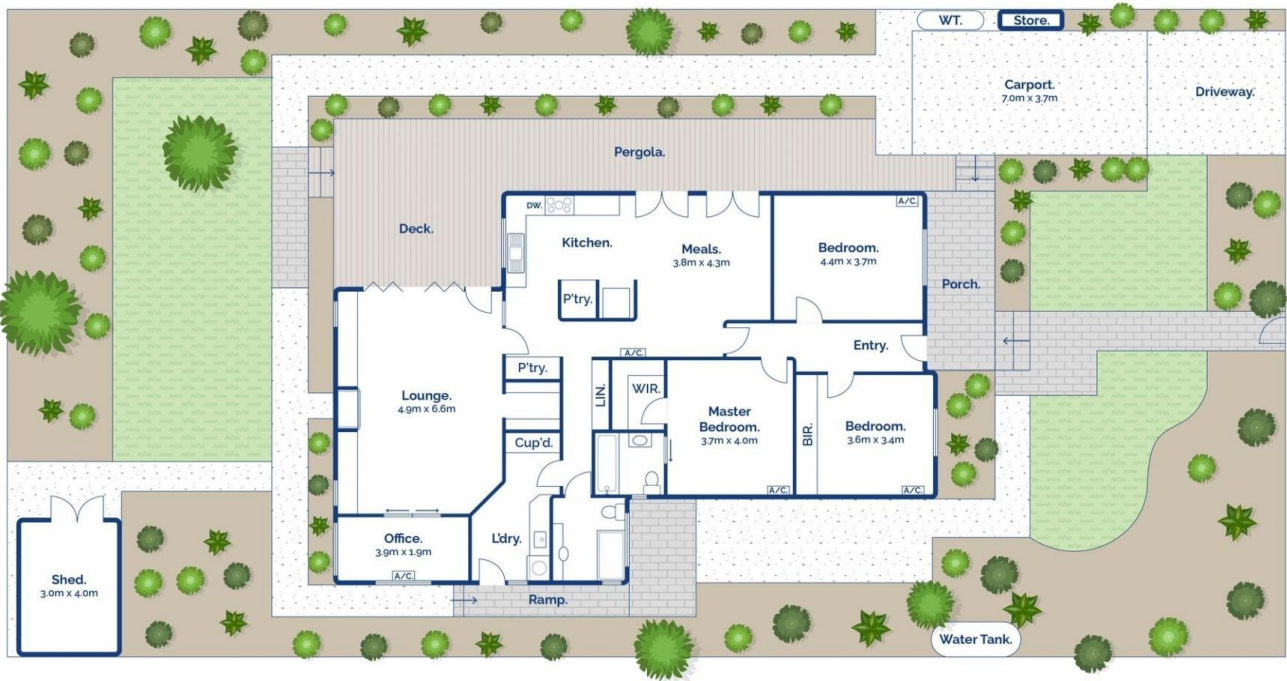 WT.
Store.
Carport.
7.0m x 3.7m
Driveway.
Pergola.
Deck.
DW.
Kitchen.
Meals.
3.8m x 4.3m
A/C.
Bedroom.
4.4m x 3.7m
P'try.
Porch.
Entry.
A/C.
P'try.
Lounge.
4.9m x 6.6m
LIN.
WIR.
Master
Bedroom.
3.7m x 4.0m
BIR.
Bedroom.
3.6m x 3.4m
Cup'd.
A/C.
A/C.
Office.
3.9m x 1.9m
A/C.
L'dry.
Shed.
3.0m x 4.0m
Ramp.
Water Tank.